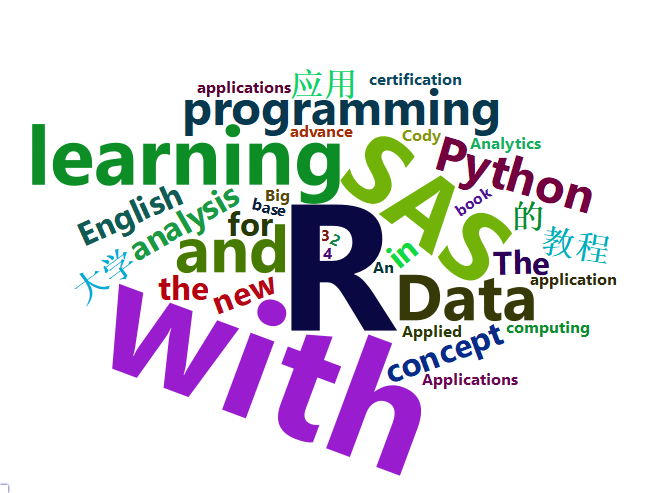 applications
应用
certification
programming
advance
Cody
Analytics
learning
SAS
Python
English
analysis
Big
base
book
for
的
大学
and
R
3
2
4
An
in
The
教程
the
new
Data
application
With
Applied
computing
concept
Applications